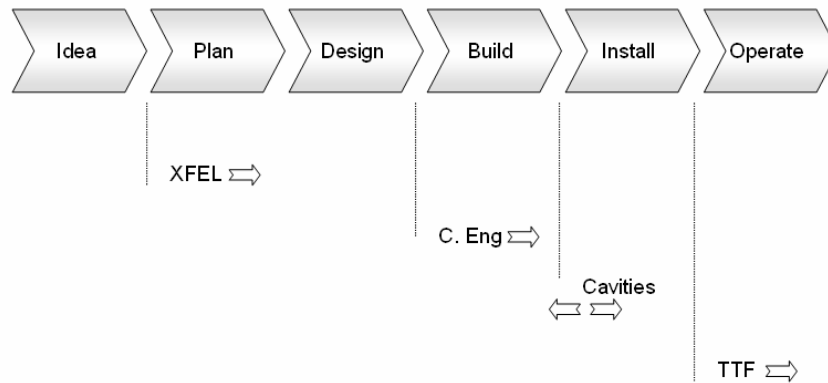 Idea Plan Design Build Install Operate
XFEL
C. Eng
Cavities
TTF